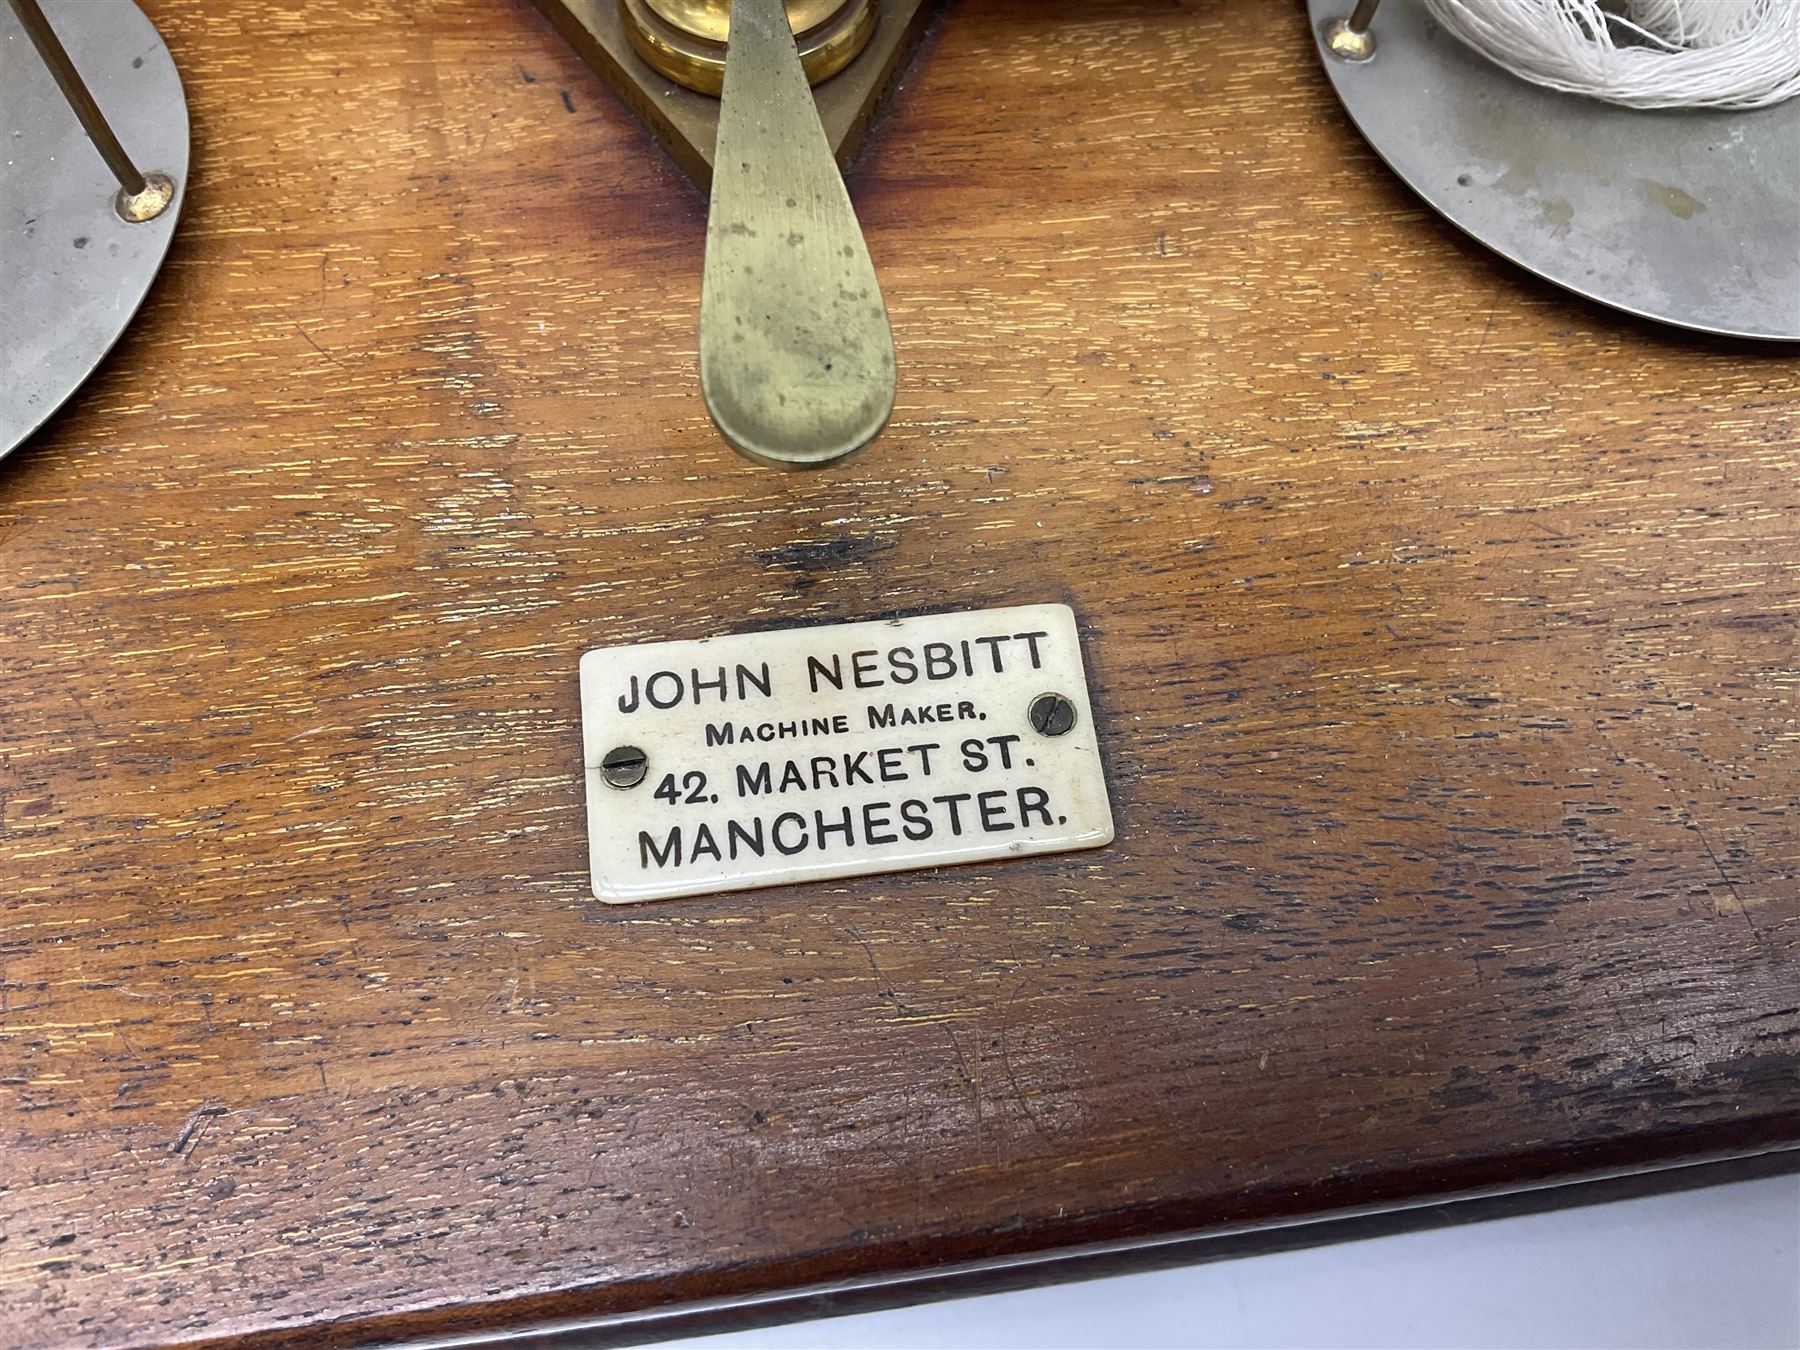 JOHN NESBITT
MACHINE MAKER.
42. MARKET ST.
MANCHESTER.